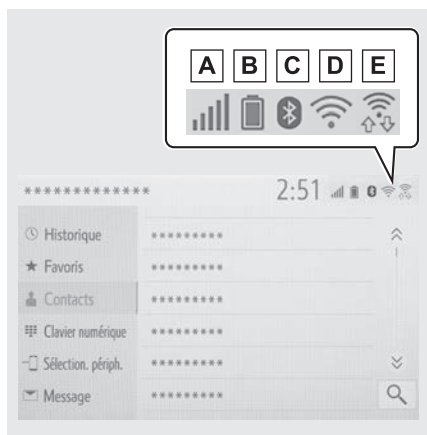 A B C D E
************** 2:51
Historique *********
Favoris *********
Contacts *********
Clavier numérique *********
Sélection. périph. *********
Message *********